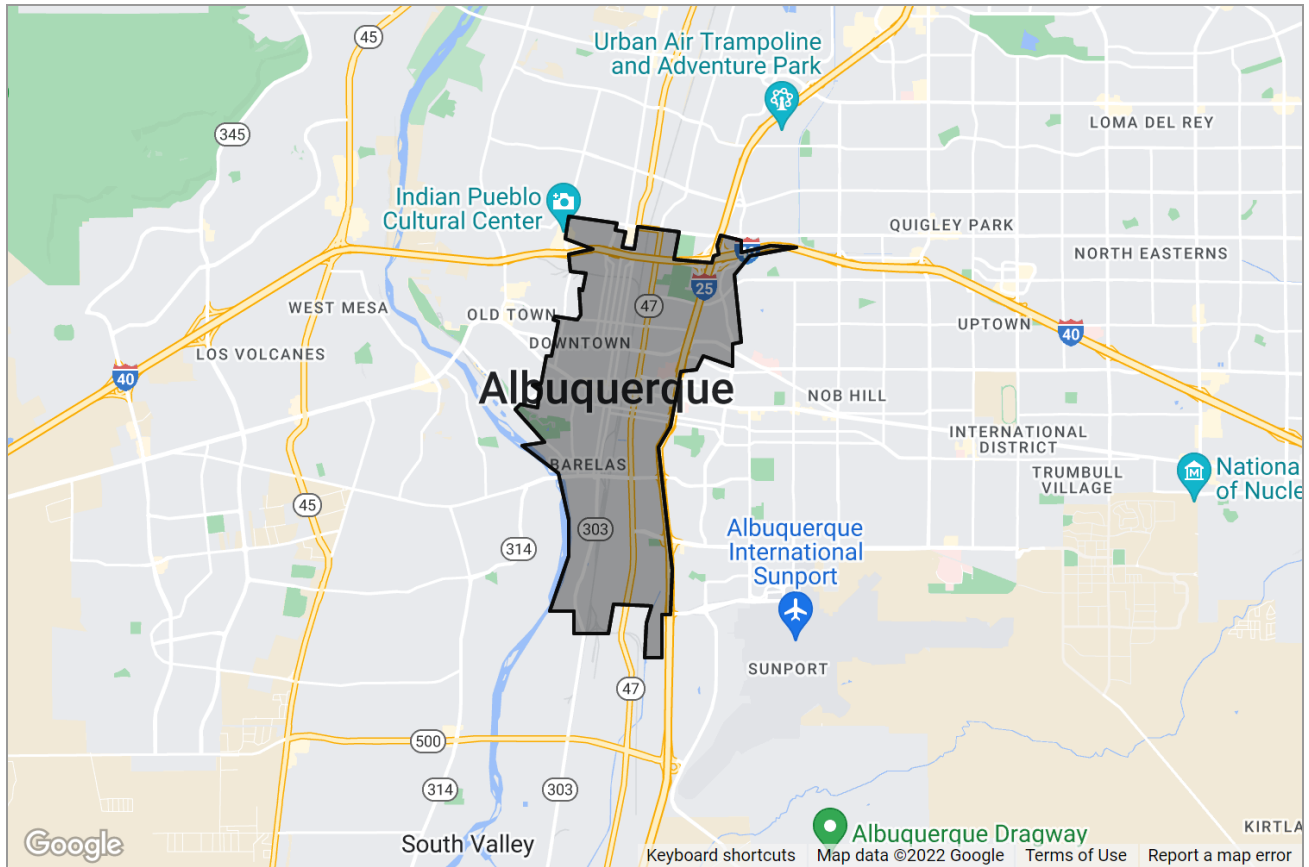 45
Urban Air Trampoline
and Adventure Park
345
LOMA DEL REY
Indian Pueblo
Cultural Center
QUIGLEY PARK
NORTH EASTERNS
25
WEST MESA
OLD TOWN
47
UPTOWN
40
DOWNTOWN
LOS VOLCANES
40
Albuquerque
NOB HILL
INTERNATIONAL
DISTRICT
BARELAS
TRUMBULL
VILLAGE
Nationa
of Nucle
45
303
314
Albuquerque
International
Sunport
SUNPORT
47
500
314
303
Albuquerque Dragway
KIRTLA
South Valley
Google
Keyboard shortcuts
Map data ©2022 Google
Terms of Use
Report a map error